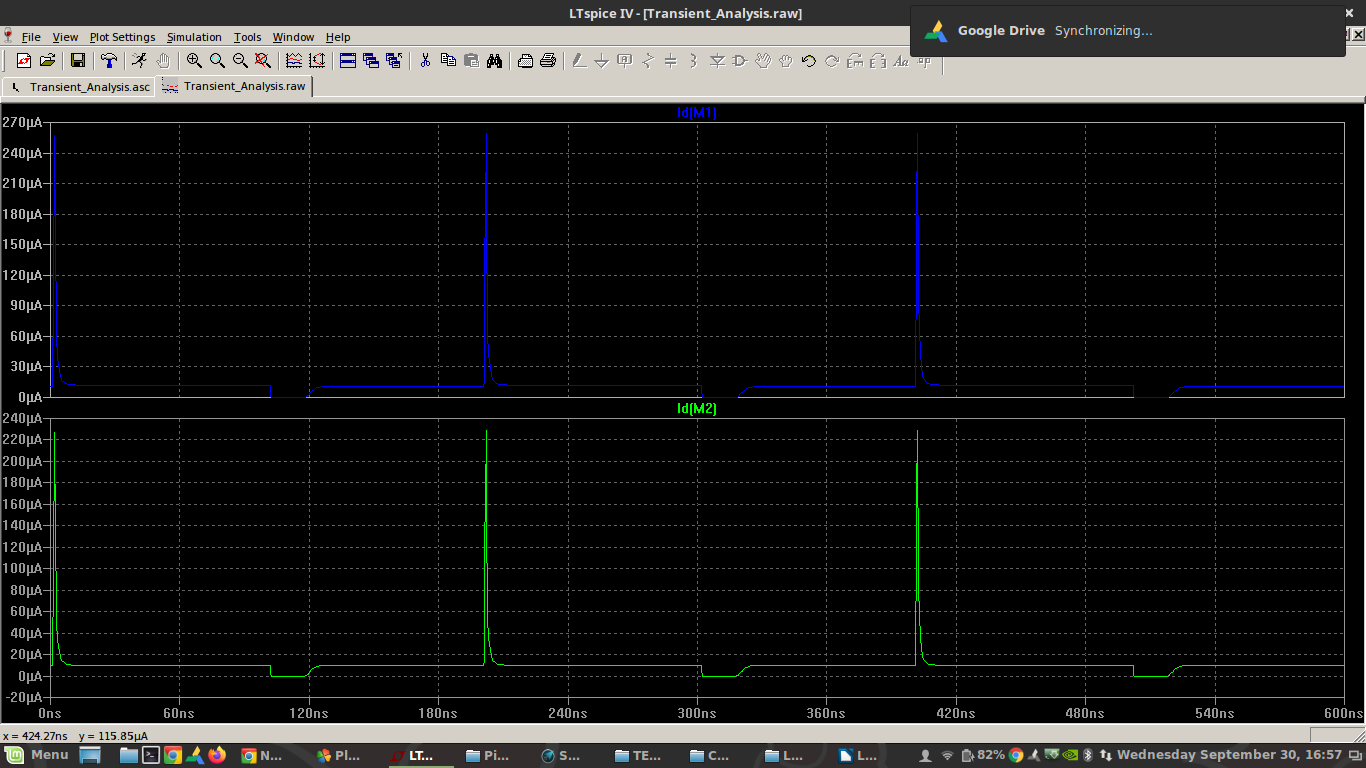 LTspice IV - [Transient_Analysis.raw]
Google Drive Synchronizing...
File View Plot Settings Simulation Tools Window Help
Transient_Analysis.asc Transient_Analysis.raw
Id(M1)
270µA
240µA
210µA
180µA
150µA
120µA
90µA
60µA
30µA
0µA
Id(M2)
240µA
220µA
200µA
180µA
160µA
140µA
120µA
100µA
80µA
60µA
40µA
20µA
0µA
-20µA
0ns 60ns 120ns 180ns 240ns 300ns 360ns 420ns 480ns 540ns 600ns
x = 424.27ns y = 115.85µA
Menu N... Pl... LT... Pi... S... TE... C... L... L... 82% Wednesday September 30, 16:57